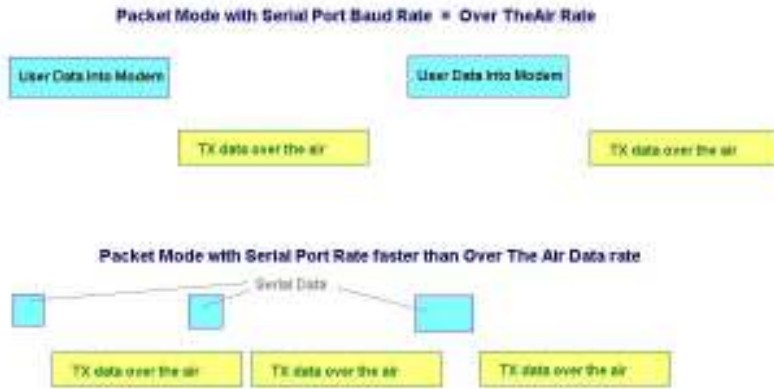 Packet Mode with Serial Port Baud Rate = Over TheAir Rate
User Data Into Modem
User Data Into Modem
TX data over the air
TX data over the air
Packet Mode with Serial Port Rate faster than Over The Air Data rate
Serial Data
TX data over the air
TX data over the air
TX data over the air